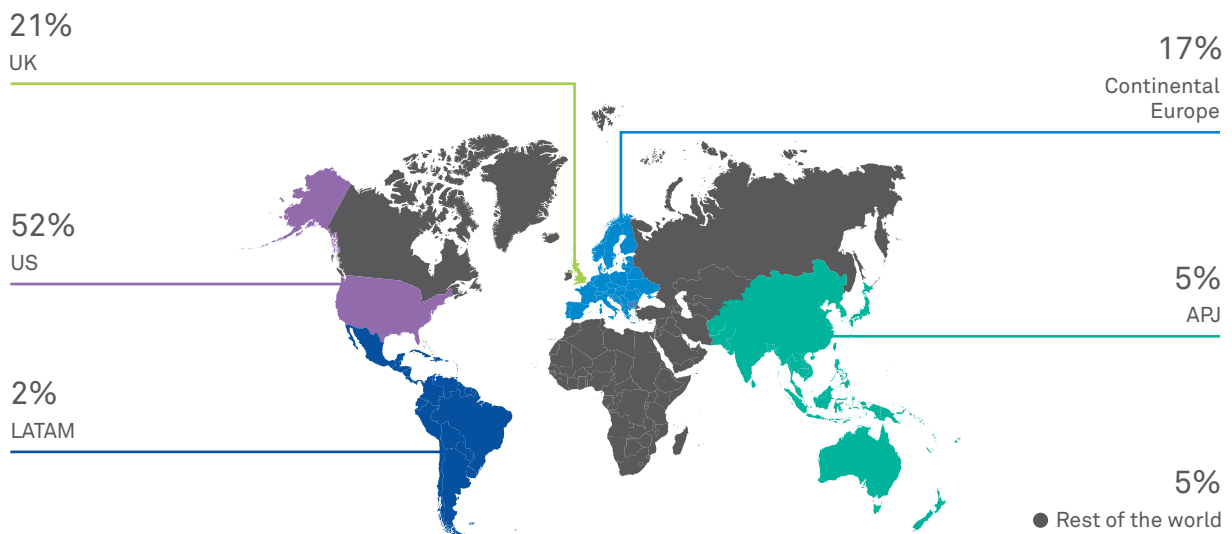 21%
UK
17%
Continental
Europe
52%
US
5%
APJ
2%
LATAM
5%
Rest of the world